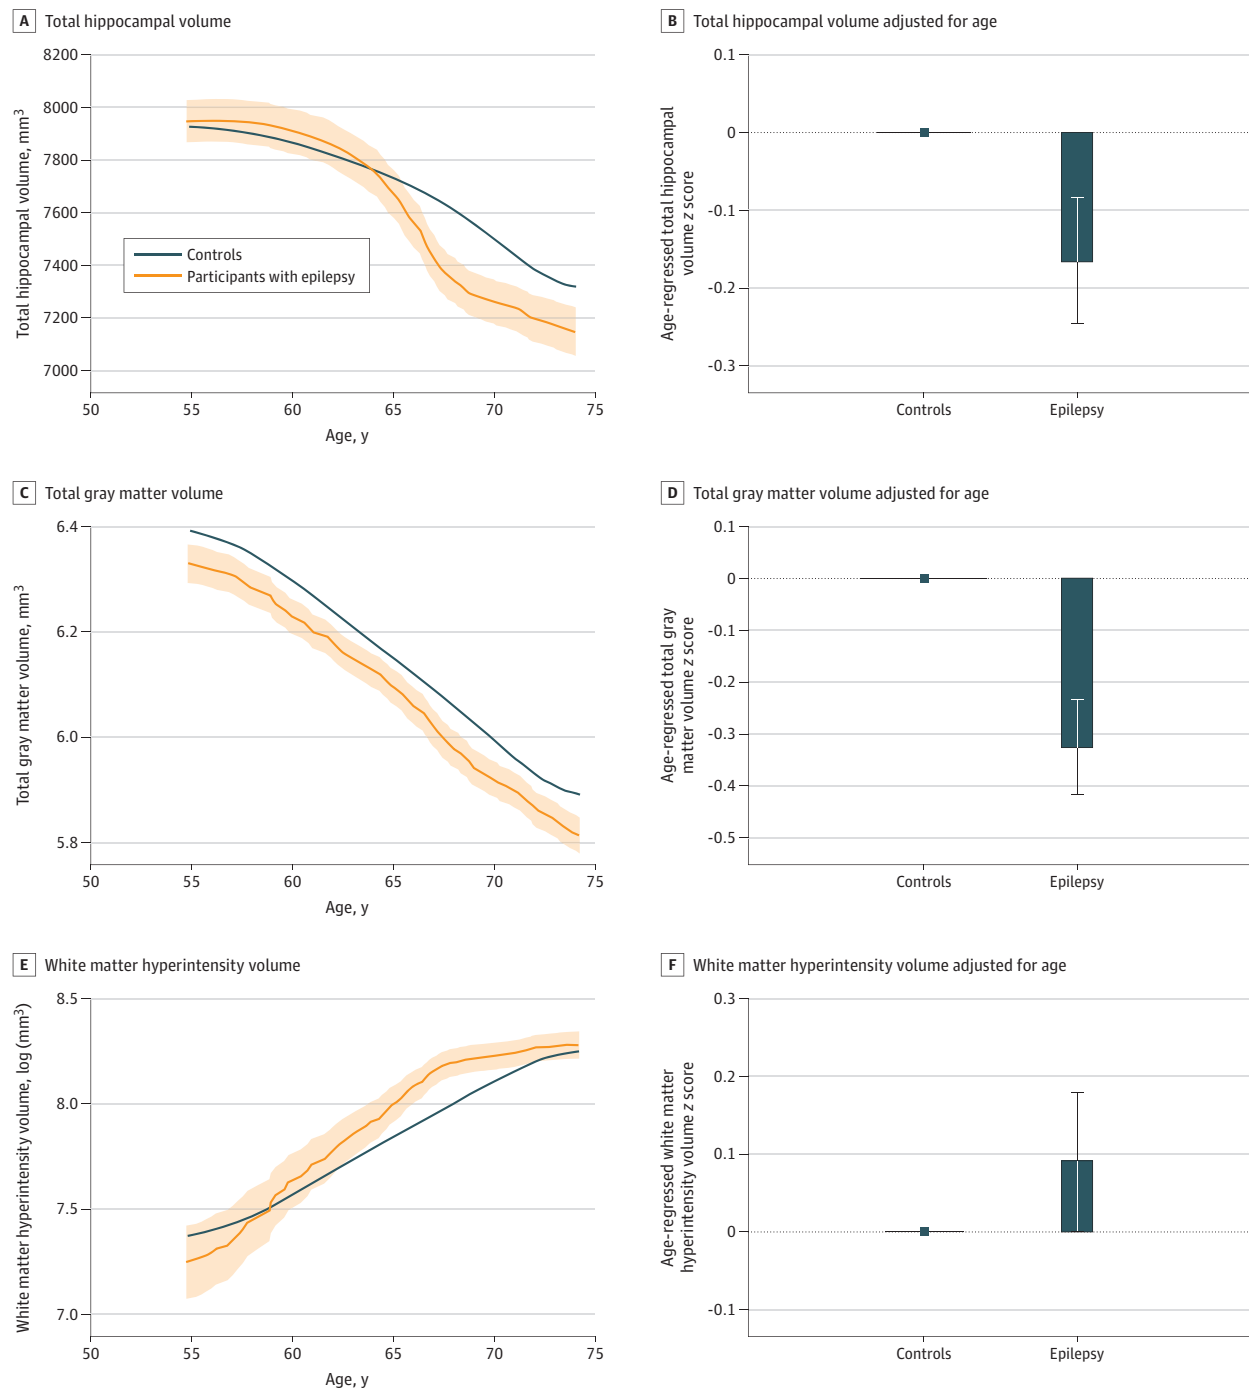 A Total hippocampal volume
8200
8000
7800
7600
7400
7200
7000
Total hippocampal volume, mm³
Controls
Participants with epilepsy
50 55 60 65 70 75
Age, y
B Total hippocampal volume adjusted for age
0.1
0
-0.1
-0.2
-0.3
Age-regressed total hippocampal
volume z score
Controls Epilepsy
C Total gray matter volume
6.4
6.2
6.0
5.8
Total gray matter volume, mm³
50 55 60 65 70 75
Age, y
D Total gray matter volume adjusted for age
0.1
0
-0.1
-0.2
-0.3
-0.4
-0.5
Age-regressed total gray
matter volume z score
Controls Epilepsy
E White matter hyperintensity volume
8.5
8.0
7.5
7.0
White matter hyperintensity volume, log (mm³)
50 55 60 65 70 75
Age, y
F White matter hyperintensity volume adjusted for age
0.3
0.2
0.1
0
-0.1
Age-regressed white matter
hyperintensity volume z score
Controls Epilepsy